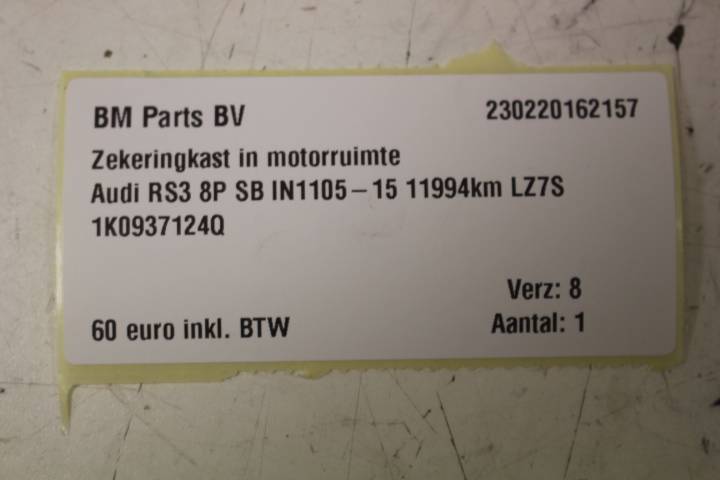 BM Parts BV 230220162157
Zekeringkast in motorruimte
Audi RS3 8P SB IN1105-15 11994km LZ7S
1K0937124Q
Verz: 8
60 euro inkl. BTW Aantal: 1